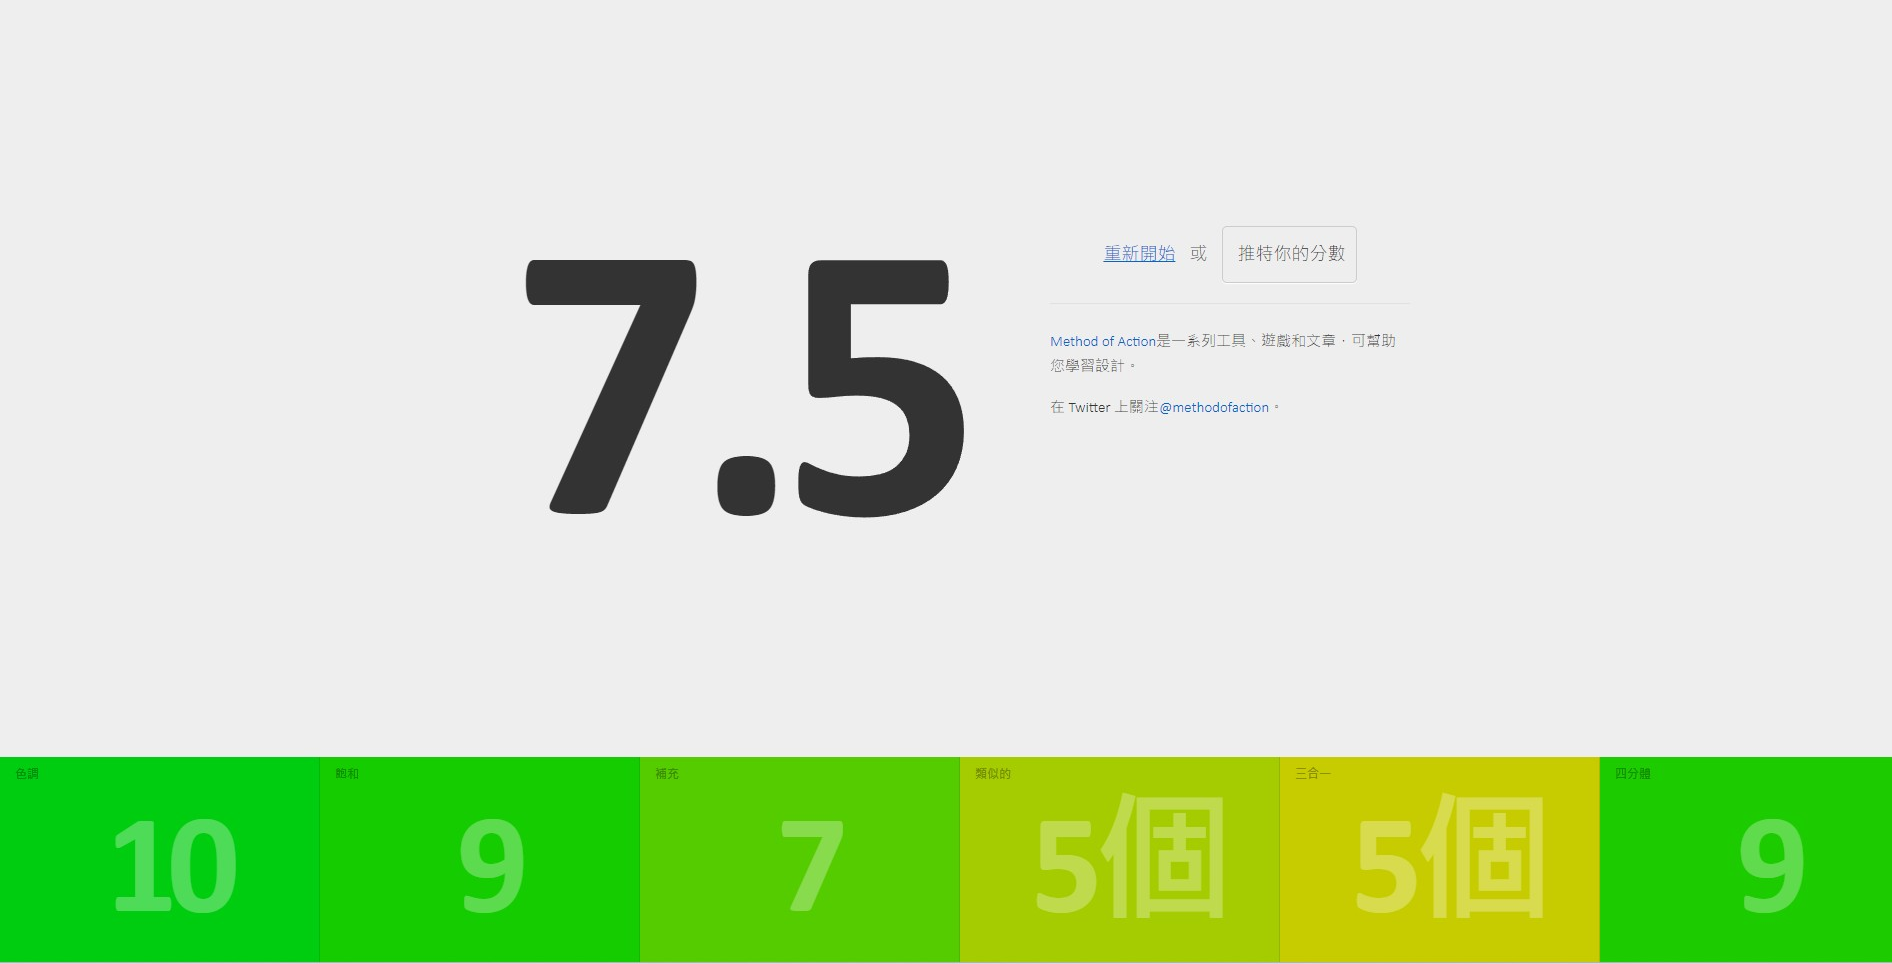 7.5
重新開始 或 推特你的分數
Method of Action是一系列工具、遊戲和文章,可幫助
您學習設計。
在 Twitter 上關注@methodofaction。
色調
10
飽和
9
補充
7
類似的
5個
三合一
5個
四分體
9